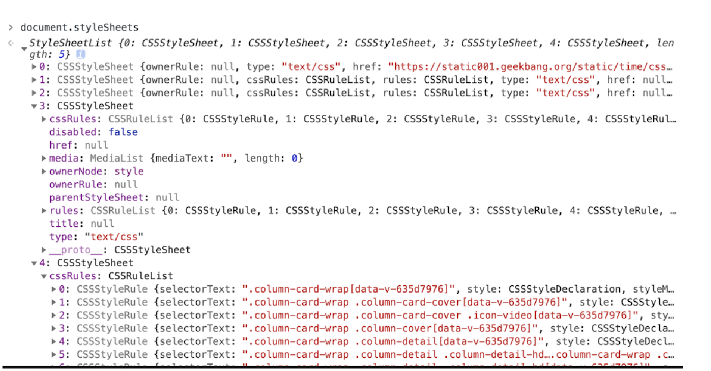 > document.styleSheets
StyleSheetList {0: CSSStyleSheet, 1: CSSStyleSheet, 2: CSSStyleSheet, 3: CSSStyleSheet, 4: CSSStyleSheet, len
gth: 5} i
▶0: CSSStyleSheet {ownerRule: null, type: "text/css", href: "https://static001.geekbang.org/static/time/css…
▶1: CSSStyleSheet {ownerRule: null, cssRules: CSSRuleList, rules: CSSRuleList, type: "text/css", href: null…
▶2: CSSStyleSheet {ownerRule: null, cssRules: CSSRuleList, rules: CSSRuleList, type: "text/css", href: null…
▼3: CSSStyleSheet
▶cssRules: CSSRuleList {0: CSSStyleRule, 1: CSSStyleRule, 2: CSSStyleRule, 3: CSSStyleRule, 4: CSSStyleRul…
disabled: false
href: null
▶media: MediaList {mediaText: "", length: 0}
▶ownerNode: style
ownerRule: null
parentStyleSheet: null
▶rules: CSSRuleList {0: CSSStyleRule, 1: CSSStyleRule, 2: CSSStyleRule, 3: CSSStyleRule, 4: CSSStyleRule, …
title: null
type: "text/css"
▶__proto__: CSSStyleSheet
▼4: CSSStyleSheet
▼cssRules: CSSRuleList
▶0: CSSStyleRule {selectorText: ".column-card-wrap[data-v-635d7976]", style: CSSStyleDeclaration, styleM…
▶1: CSSStyleRule {selectorText: ".column-card-wrap .column-card-cover[data-v-635d7976]", style: CSSStyle…
▶2: CSSStyleRule {selectorText: ".column-card-wrap .column-card-cover .icon-video[data-v-635d7976]", sty…
▶3: CSSStyleRule {selectorText: ".column-card-wrap .column-cover[data-v-635d7976]", style: CSSStyleDecla…
▶4: CSSStyleRule {selectorText: ".column-card-wrap .column-detail[data-v-635d7976]", style: CSSStyleDecl…
▶5: CSSStyleRule {selectorText: ".column-card-wrap .column-detail .column-detail-hd….column-card-wrap .c…